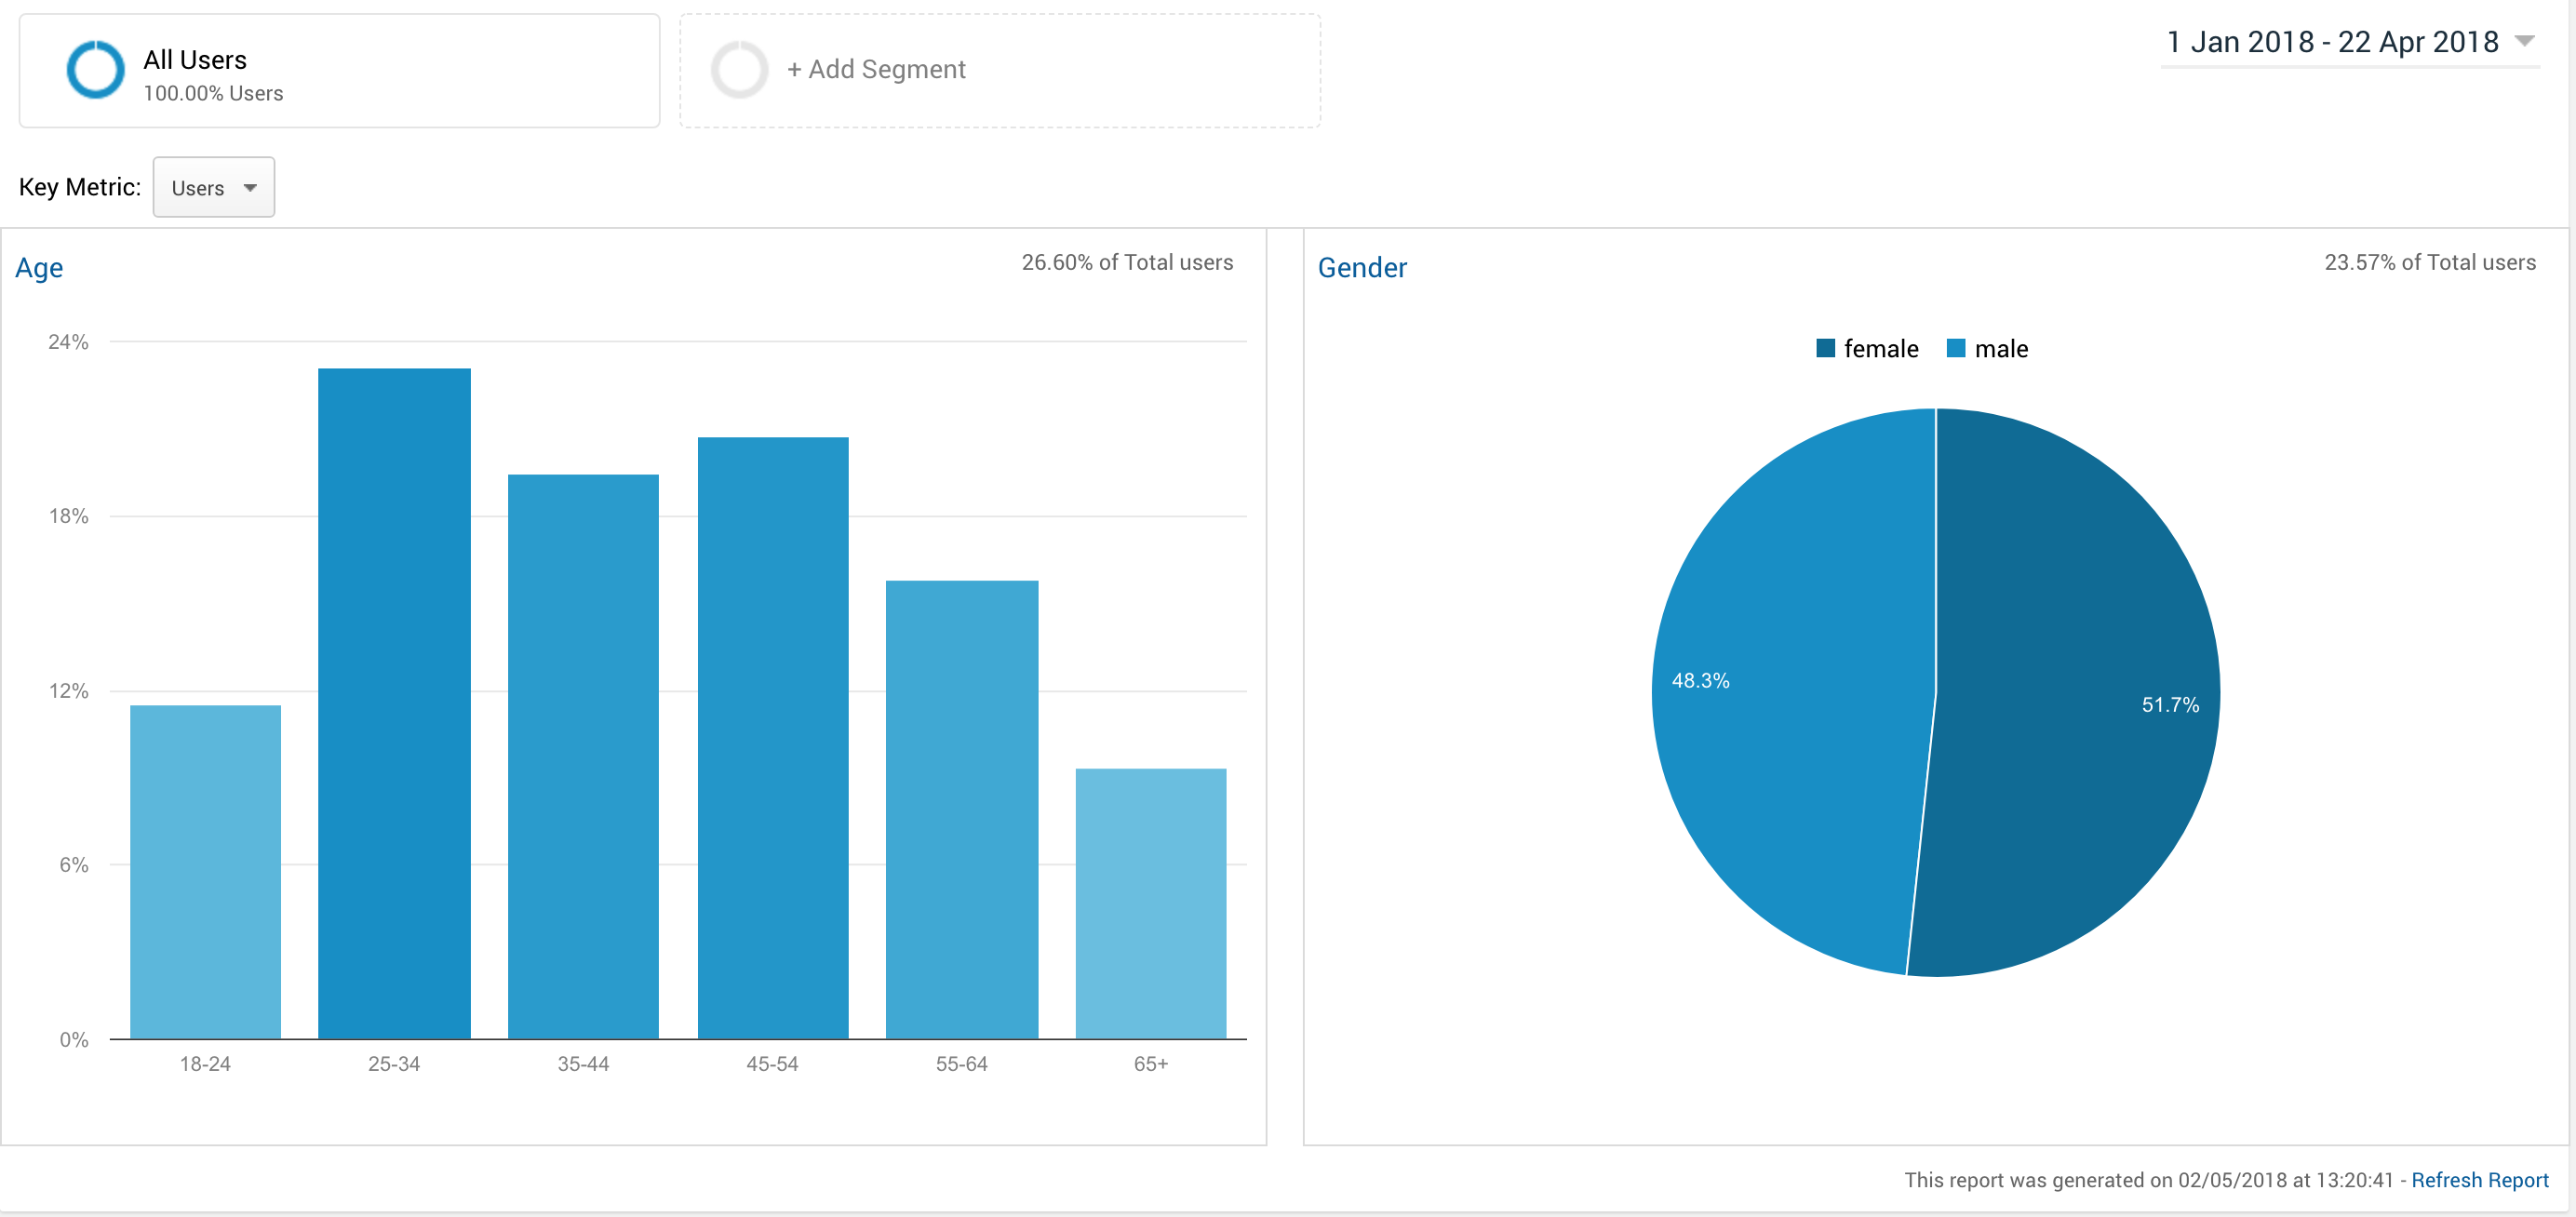 All Users
100.00% Users
+ Add Segment
1 Jan 2018 - 22 Apr 2018
Key Metric:
Users
Age
26.60% of Total users
24%
18%
12%
6%
0%
18-24
25-34
35-44
45-54
55-64
65+
Gender
23.57% of Total users
female
male
48.3%
51.7%
This report was generated on 02/05/2018 at 13:20:41 - Refresh Report